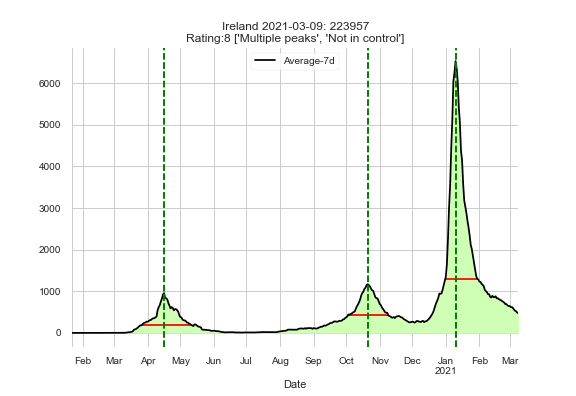 Ireland 2021-03-09: 223957
Rating:8 ['Multiple peaks', 'Not in control']
Average-7d
6000
5000
4000
3000
2000
1000
0
Feb Mar Apr May Jun Jul Aug Sep Oct Nov Dec Jan Feb Mar
2021
Date